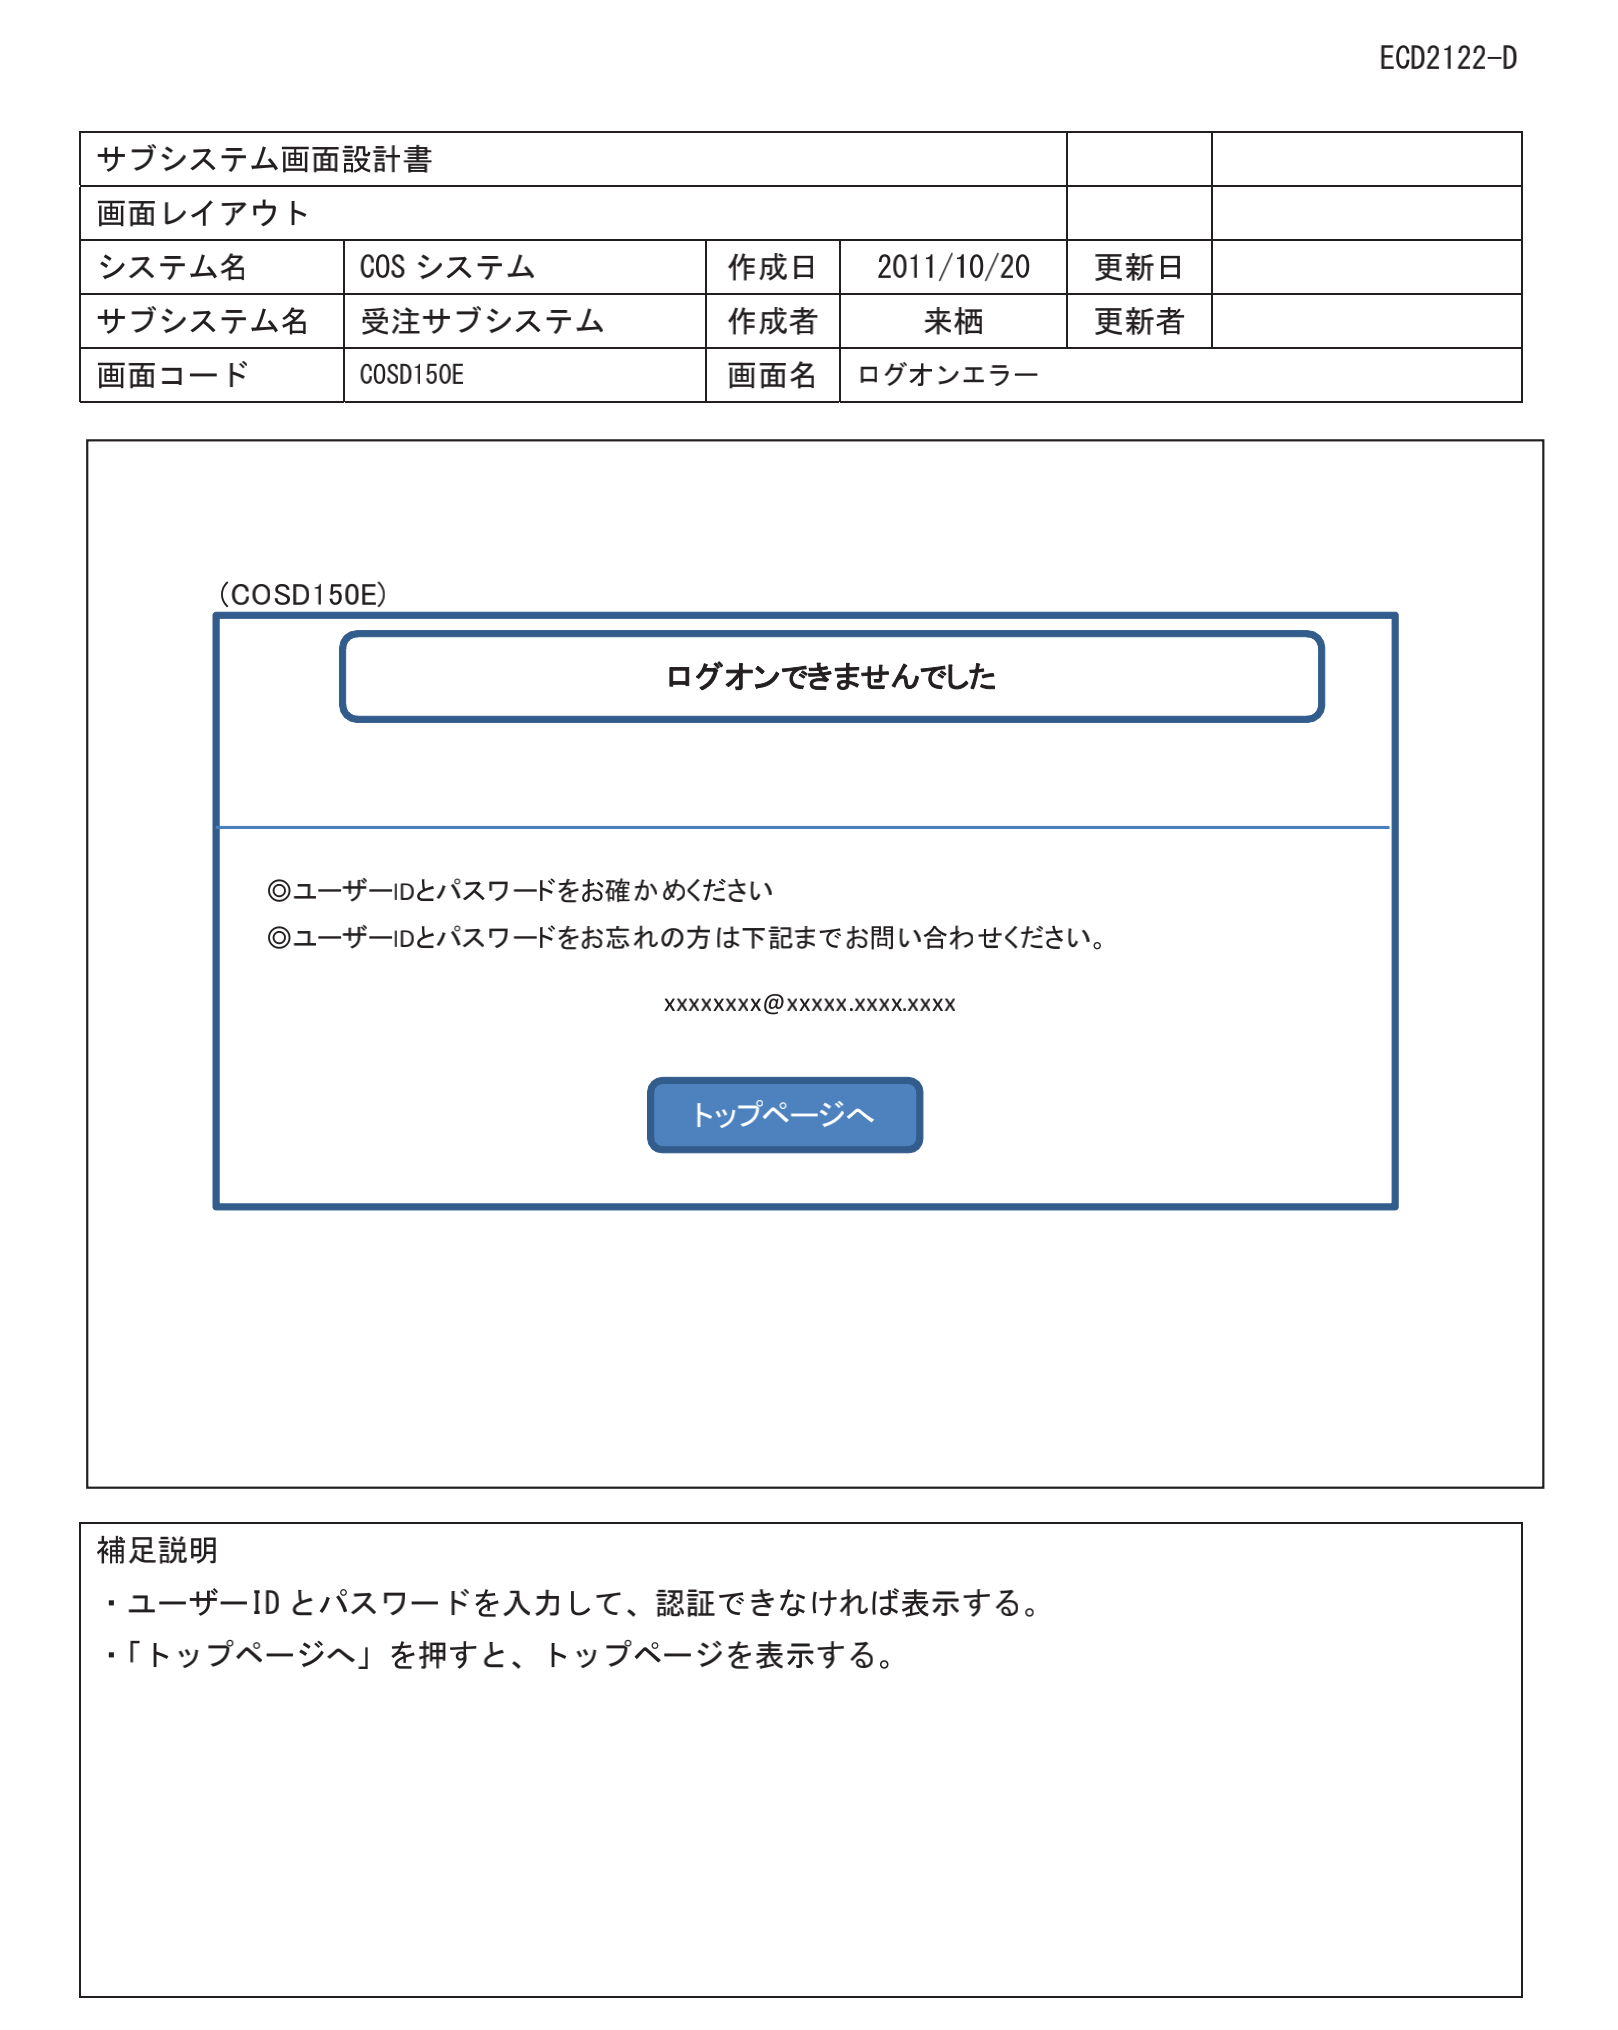 ECD2122-D
サブシステム画面設計書
画面レイアウト
システム名 COS システム 作成日 2011/10/20 更新日
サブシステム名 受注サブシステム 作成者 来栖 更新者
画面コード COSD150E 画面名 ログオンエラー
(COSD150E)
ログオンできませんでした
◎ユーザーIDとパスワードをお確かめください
◎ユーザーIDとパスワードをお忘れの方は下記までお問い合わせください。
xxxxxxxx@xxxxx.xxxx.xxxx
トップページへ
補足説明
・ユーザーID とパスワードを入力して、認証できなければ表示する。
・「トップページへ」を押すと、トップページを表示する。